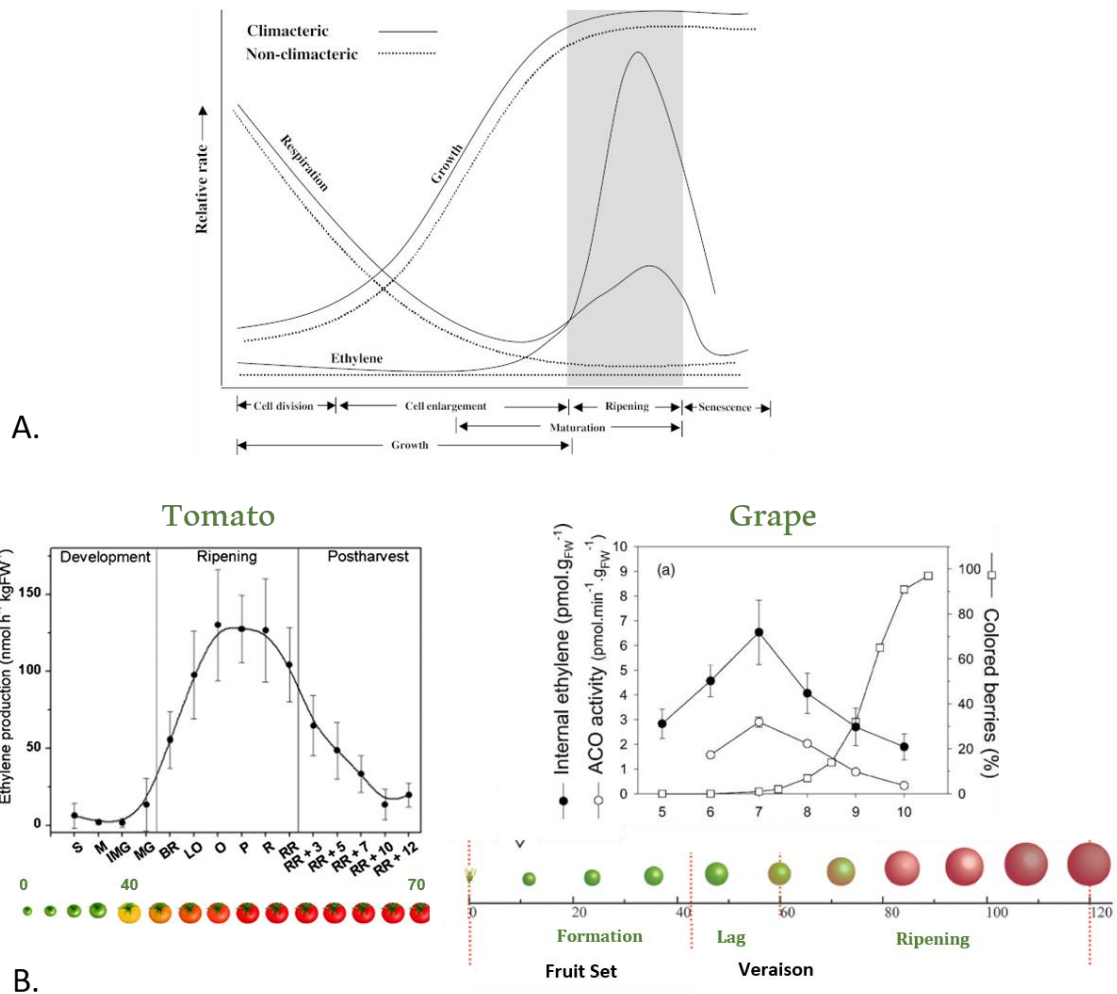 Climacteric
Non-climacteric
Relative rate
Respiration
Growth
Ethylene
Cell division
Cell enlargement
Ripening
Senescence
Maturation
Growth
A.
Tomato
Grape
Ethylene production (nmol h⁻¹ kgFW⁻¹)
Development
Ripening
Postharvest
150
100
50
0
S M IMG MG BR LO O P R RR RR + 3 RR + 5 RR + 7 RR + 10 RR + 12
0 40 70
Internal ethylene (pmol.gFW⁻¹)
ACO activity (pmol.min⁻¹.gFW⁻¹)
(a)
10
9
8
7
6
5
4
3
2
1
0
100
80
60
40
20
0
Colored berries (%)
5 6 7 8 9 10
0 20 40 60 80 100 120
Formation
Lag
Ripening
Fruit Set
Veraison
B.